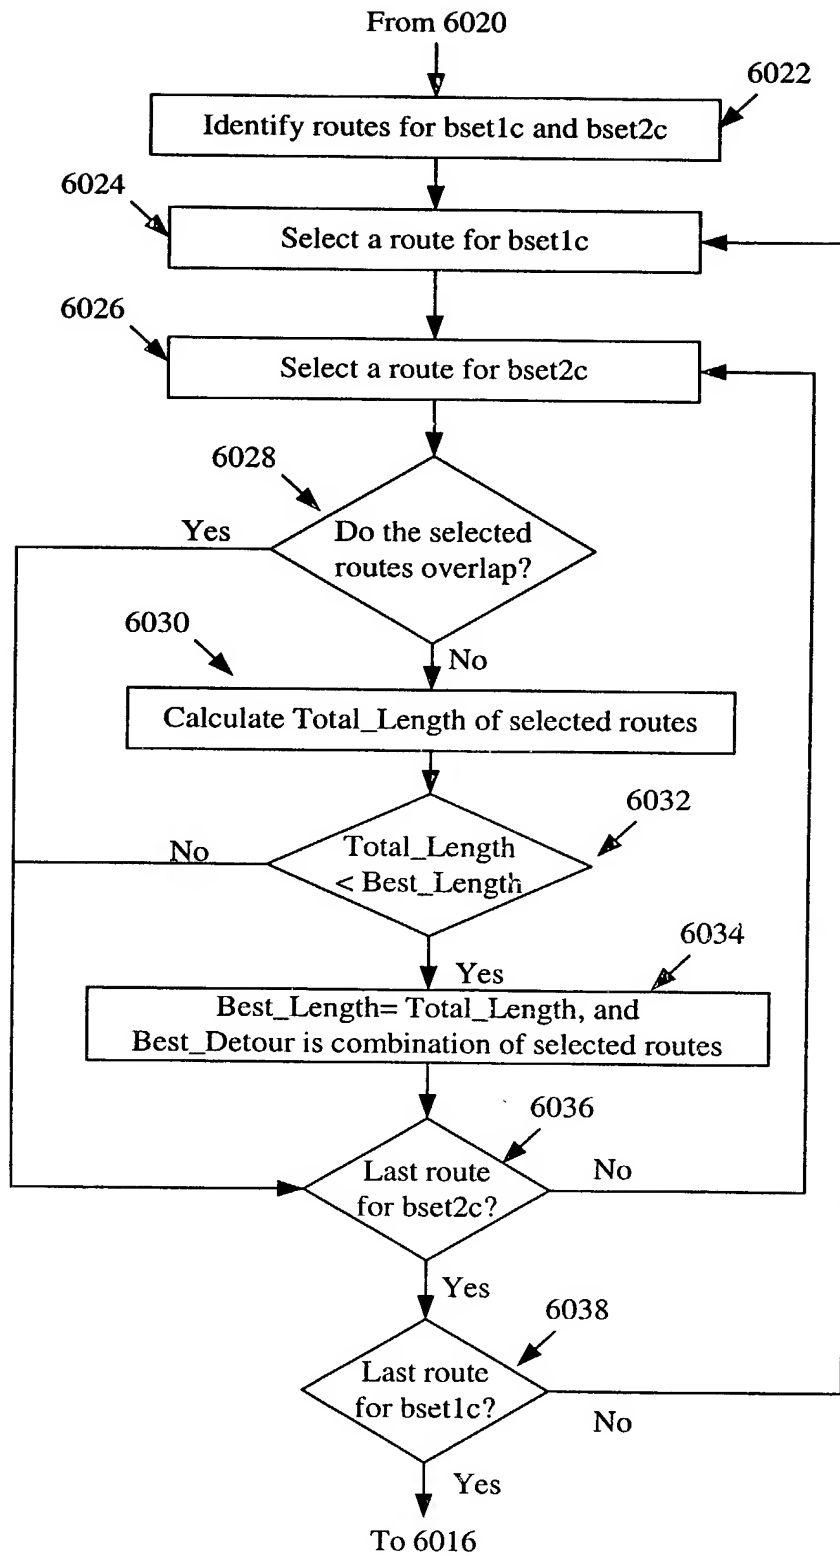 From 6020
6022
Identify routes for bset1c and bset2c
6024
Select a route for bset1c
6026
Select a route for bset2c
6028
Yes
Do the selected
routes overlap?
6030
No
Calculate Total_Length of selected routes
6032
No
Total_Length
< Best_Length
6034
Yes
Best_Length= Total_Length, and
Best_Detour is combination of selected routes
6036
Last route
for bset2c?
No
Yes
6038
Last route
for bset1c?
No
Yes
To 6016